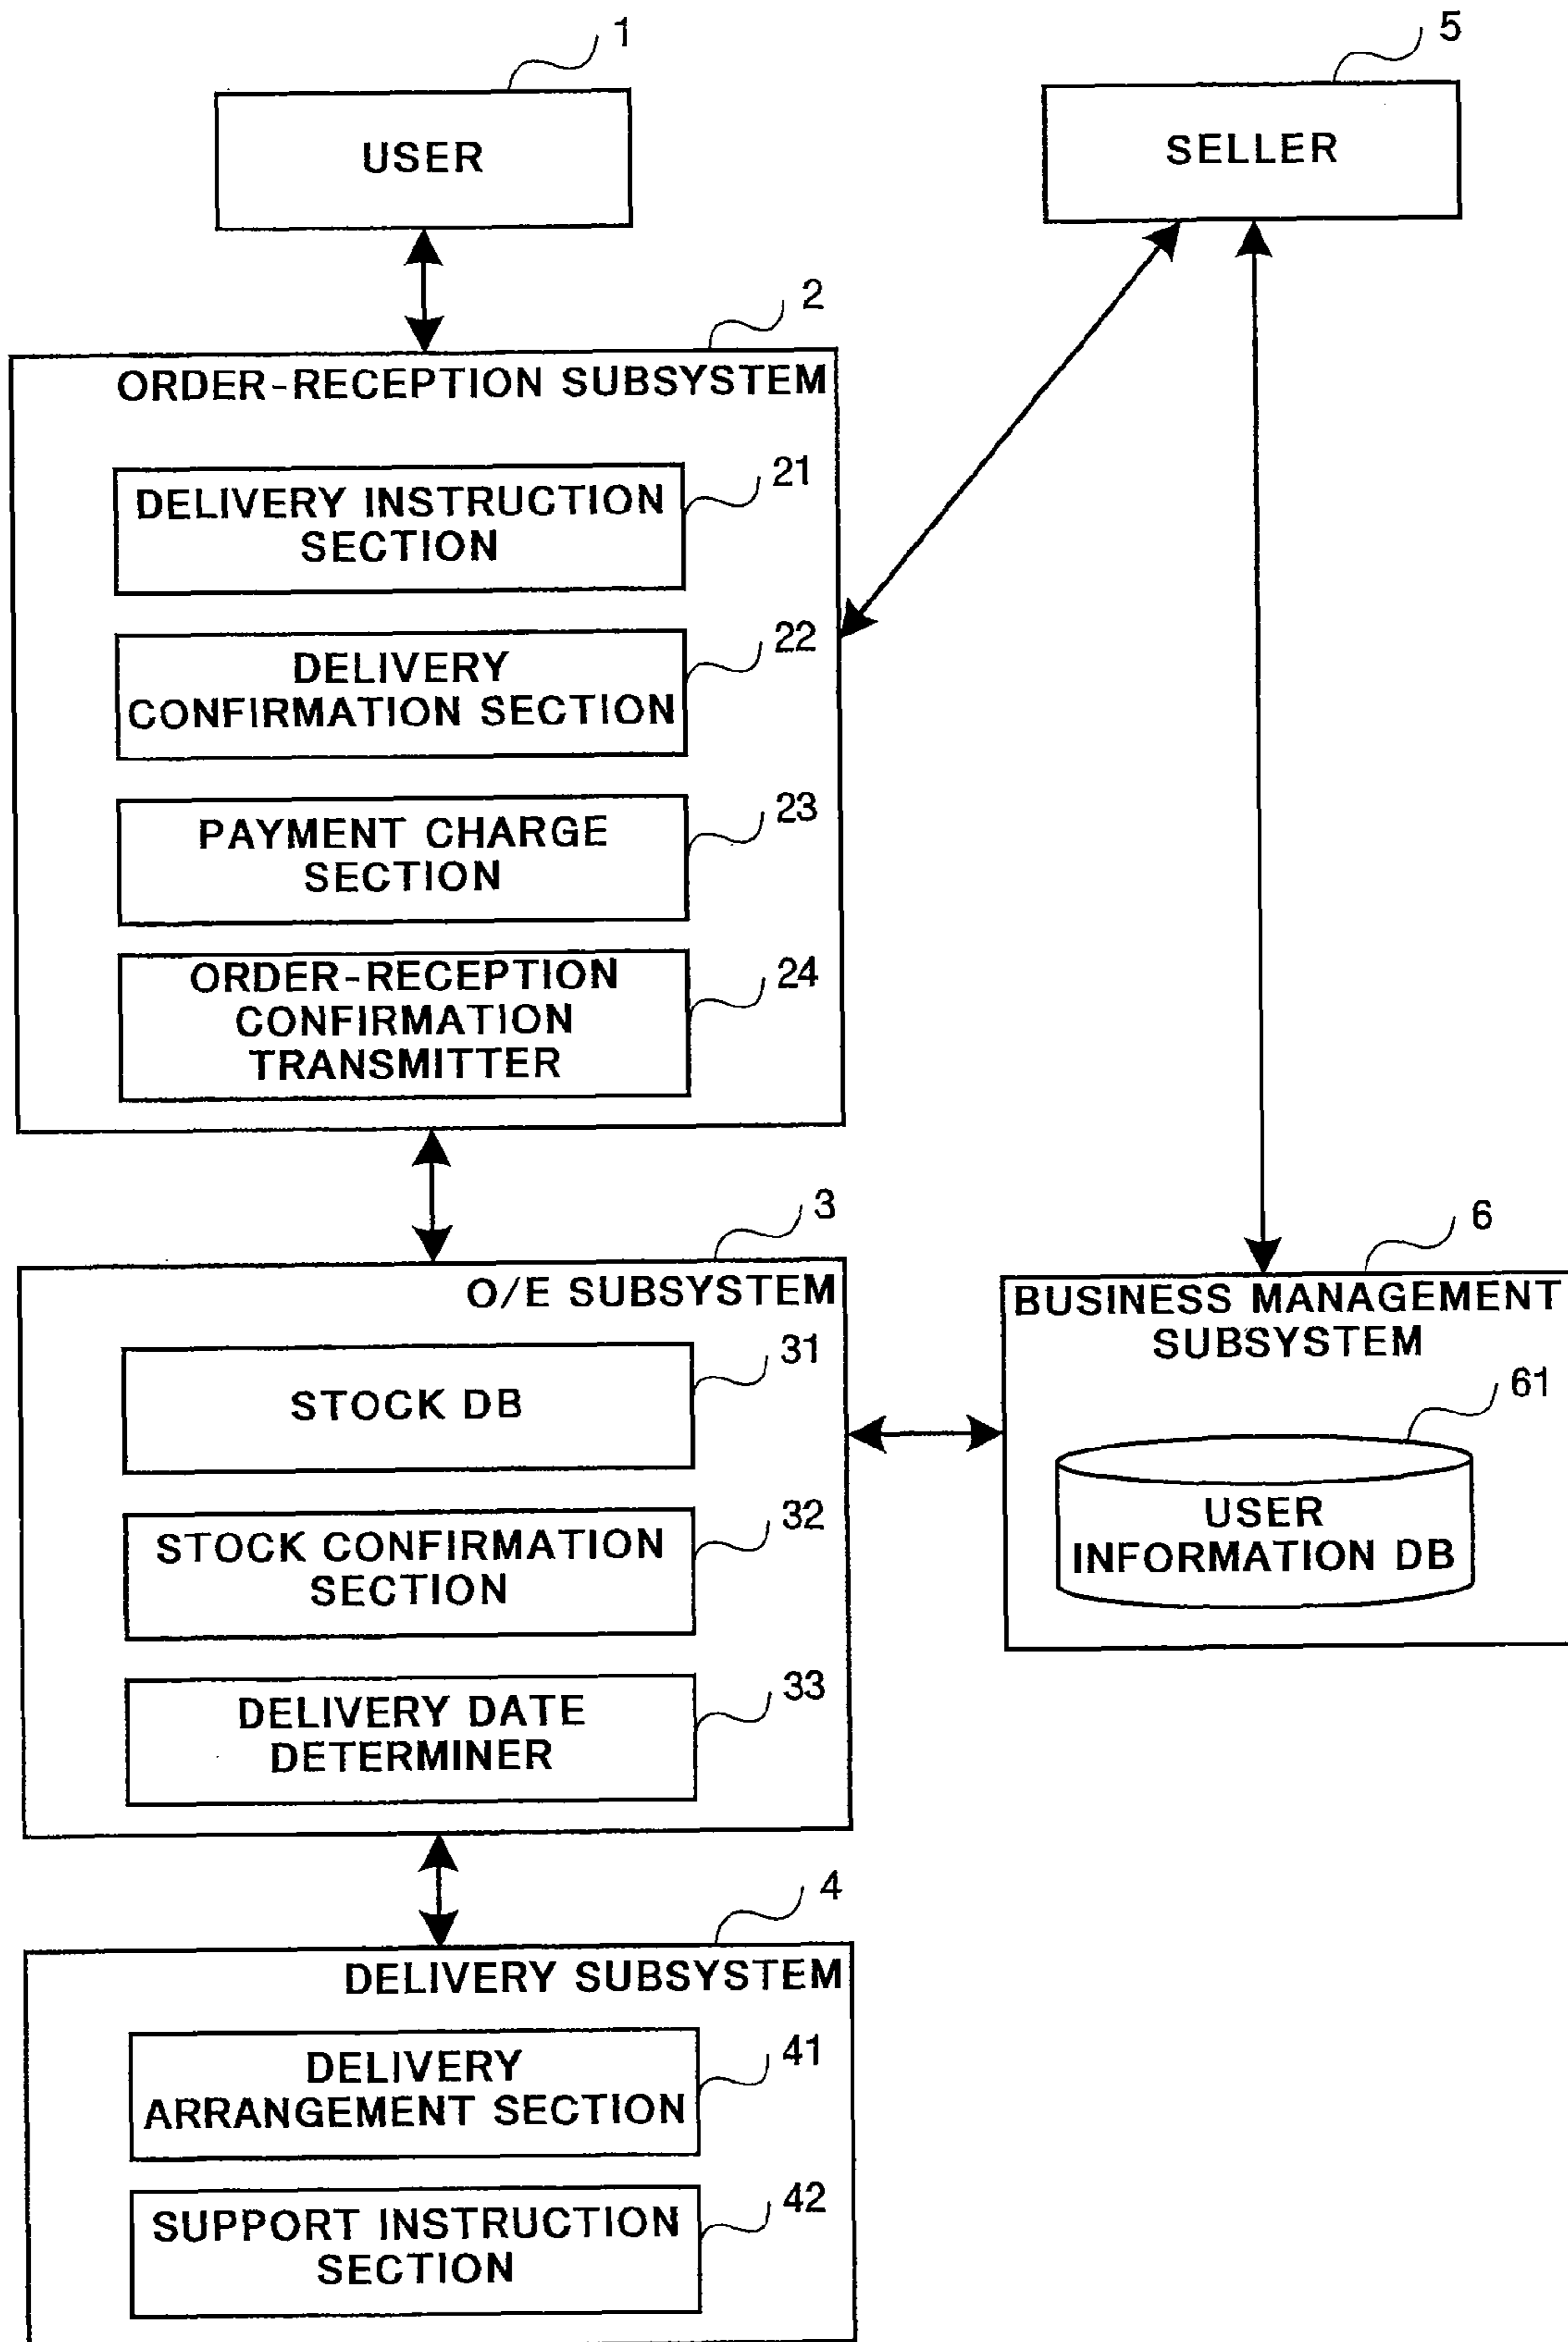 1
USER
5
SELLER
2
ORDER-RECEPTION SUBSYSTEM
21
DELIVERY INSTRUCTION
SECTION
22
DELIVERY
CONFIRMATION SECTION
23
PAYMENT CHARGE
SECTION
24
ORDER-RECEPTION
CONFIRMATION
TRANSMITTER
3
O/E SUBSYSTEM
31
STOCK DB
32
STOCK CONFIRMATION
SECTION
33
DELIVERY DATE
DETERMINER
6
BUSINESS MANAGEMENT
SUBSYSTEM
61
USER
INFORMATION DB
4
DELIVERY SUBSYSTEM
41
DELIVERY
ARRANGEMENT SECTION
42
SUPPORT INSTRUCTION
SECTION